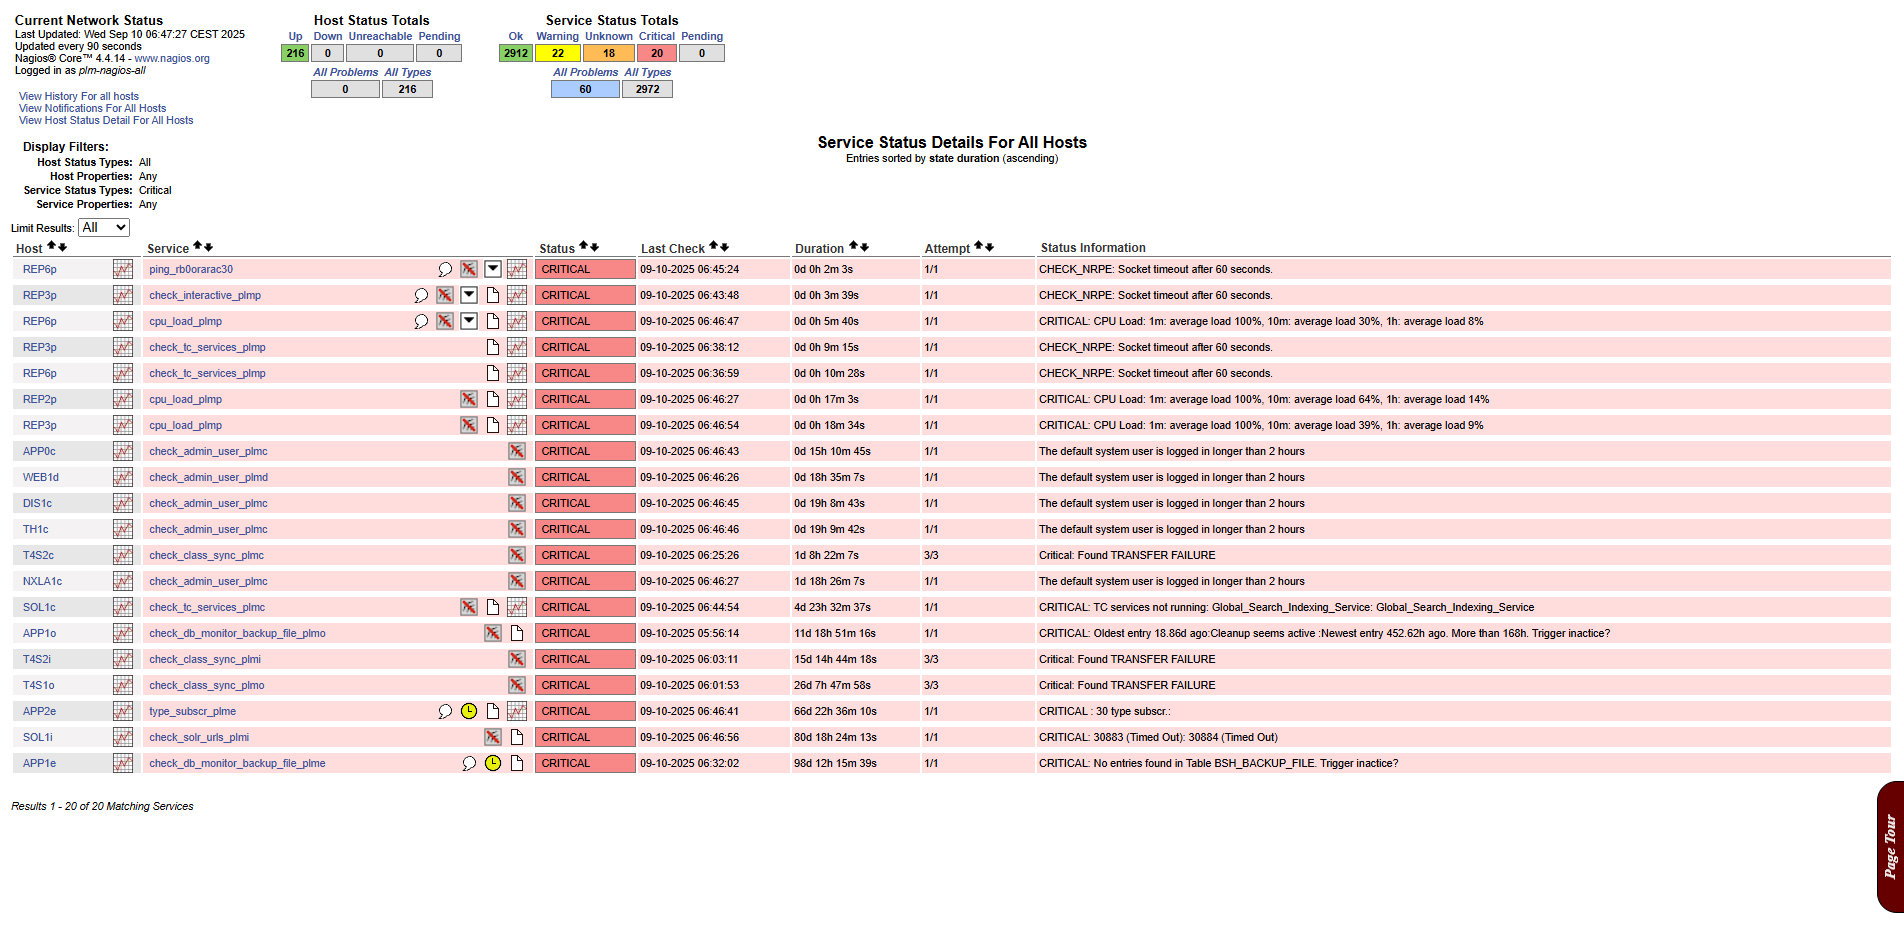 Current Network Status
Last Updated: Wed Sep 10 06:47:27 CEST 2025
Updated every 90 seconds
Nagios® Core™ 4.4.14 - www.nagios.org
Logged in as plm-nagios-all
View History For all hosts
View Notifications For All Hosts
View Host Status Detail For All Hosts
Host Status Totals
Up Down Unreachable Pending
216 0 0 0
All Problems All Types
0 216
Service Status Totals
Ok Warning Unknown Critical Pending
2912 22 18 20 0
All Problems All Types
60 2972
Display Filters:
Host Status Types: All
Host Properties: Any
Service Status Types: Critical
Service Properties: Any
Service Status Details For All Hosts
Entries sorted by state duration (ascending)
Limit Results: All
Host Service Status Last Check Duration Attempt Status Information
REP6p ping_rb0orarac30 CRITICAL 09-10-2025 06:45:24 0d 0h 2m 3s 1/1 CHECK_NRPE: Socket timeout after 60 seconds.
REP3p check_interactive_plmp CRITICAL 09-10-2025 06:43:48 0d 0h 3m 39s 1/1 CHECK_NRPE: Socket timeout after 60 seconds.
REP6p cpu_load_plmp CRITICAL 09-10-2025 06:46:47 0d 0h 5m 40s 1/1 CRITICAL: CPU Load: 1m: average load 100%, 10m: average load 30%, 1h: average load 8%
REP3p check_tc_services_plmp CRITICAL 09-10-2025 06:38:12 0d 0h 9m 15s 1/1 CHECK_NRPE: Socket timeout after 60 seconds.
REP6p check_tc_services_plmp CRITICAL 09-10-2025 06:36:59 0d 0h 10m 28s 1/1 CHECK_NRPE: Socket timeout after 60 seconds.
REP2p cpu_load_plmp CRITICAL 09-10-2025 06:46:27 0d 0h 17m 3s 1/1 CRITICAL: CPU Load: 1m: average load 100%, 10m: average load 64%, 1h: average load 14%
REP3p cpu_load_plmp CRITICAL 09-10-2025 06:46:54 0d 0h 18m 34s 1/1 CRITICAL: CPU Load: 1m: average load 100%, 10m: average load 39%, 1h: average load 9%
APP0c check_admin_user_plmc CRITICAL 09-10-2025 06:46:43 0d 15h 10m 45s 1/1 The default system user is logged in longer than 2 hours
WEB1d check_admin_user_plmd CRITICAL 09-10-2025 06:46:26 0d 18h 35m 7s 1/1 The default system user is logged in longer than 2 hours
DIS1c check_admin_user_plmc CRITICAL 09-10-2025 06:46:45 0d 19h 8m 43s 1/1 The default system user is logged in longer than 2 hours
TH1c check_admin_user_plmc CRITICAL 09-10-2025 06:46:46 0d 19h 9m 42s 1/1 The default system user is logged in longer than 2 hours
T4S2c check_class_sync_plmc CRITICAL 09-10-2025 06:25:26 1d 8h 22m 7s 3/3 Critical: Found TRANSFER FAILURE
NXLA1c check_admin_user_plmc CRITICAL 09-10-2025 06:46:27 1d 18h 26m 7s 1/1 The default system user is logged in longer than 2 hours
SOL1c check_tc_services_plmc CRITICAL 09-10-2025 06:44:54 4d 23h 32m 37s 1/1 CRITICAL: TC services not running: Global_Search_Indexing_Service: Global_Search_Indexing_Service
APP1o check_db_monitor_backup_file_plmo CRITICAL 09-10-2025 05:56:14 11d 18h 51m 16s 1/1 CRITICAL: Oldest entry 18.86d ago:Cleanup seems active :Newest entry 452.62h ago. More than 168h. Trigger inactice?
T4S2i check_class_sync_plmi CRITICAL 09-10-2025 06:03:11 15d 14h 44m 18s 3/3 Critical: Found TRANSFER FAILURE
T4S1o check_class_sync_plmo CRITICAL 09-10-2025 06:01:53 26d 7h 47m 58s 3/3 Critical: Found TRANSFER FAILURE
APP2e type_subscr_plme CRITICAL 09-10-2025 06:46:41 66d 22h 36m 10s 1/1 CRITICAL : 30 type subscr.:
SOL1i check_solr_urls_plmi CRITICAL 09-10-2025 06:46:56 80d 18h 24m 13s 1/1 CRITICAL: 30883 (Timed Out): 30884 (Timed Out)
APP1e check_db_monitor_backup_file_plme CRITICAL 09-10-2025 06:32:02 98d 12h 15m 39s 1/1 CRITICAL: No entries found in Table BSH_BACKUP_FILE. Trigger inactice?
Results 1 - 20 of 20 Matching Services
Page Tour